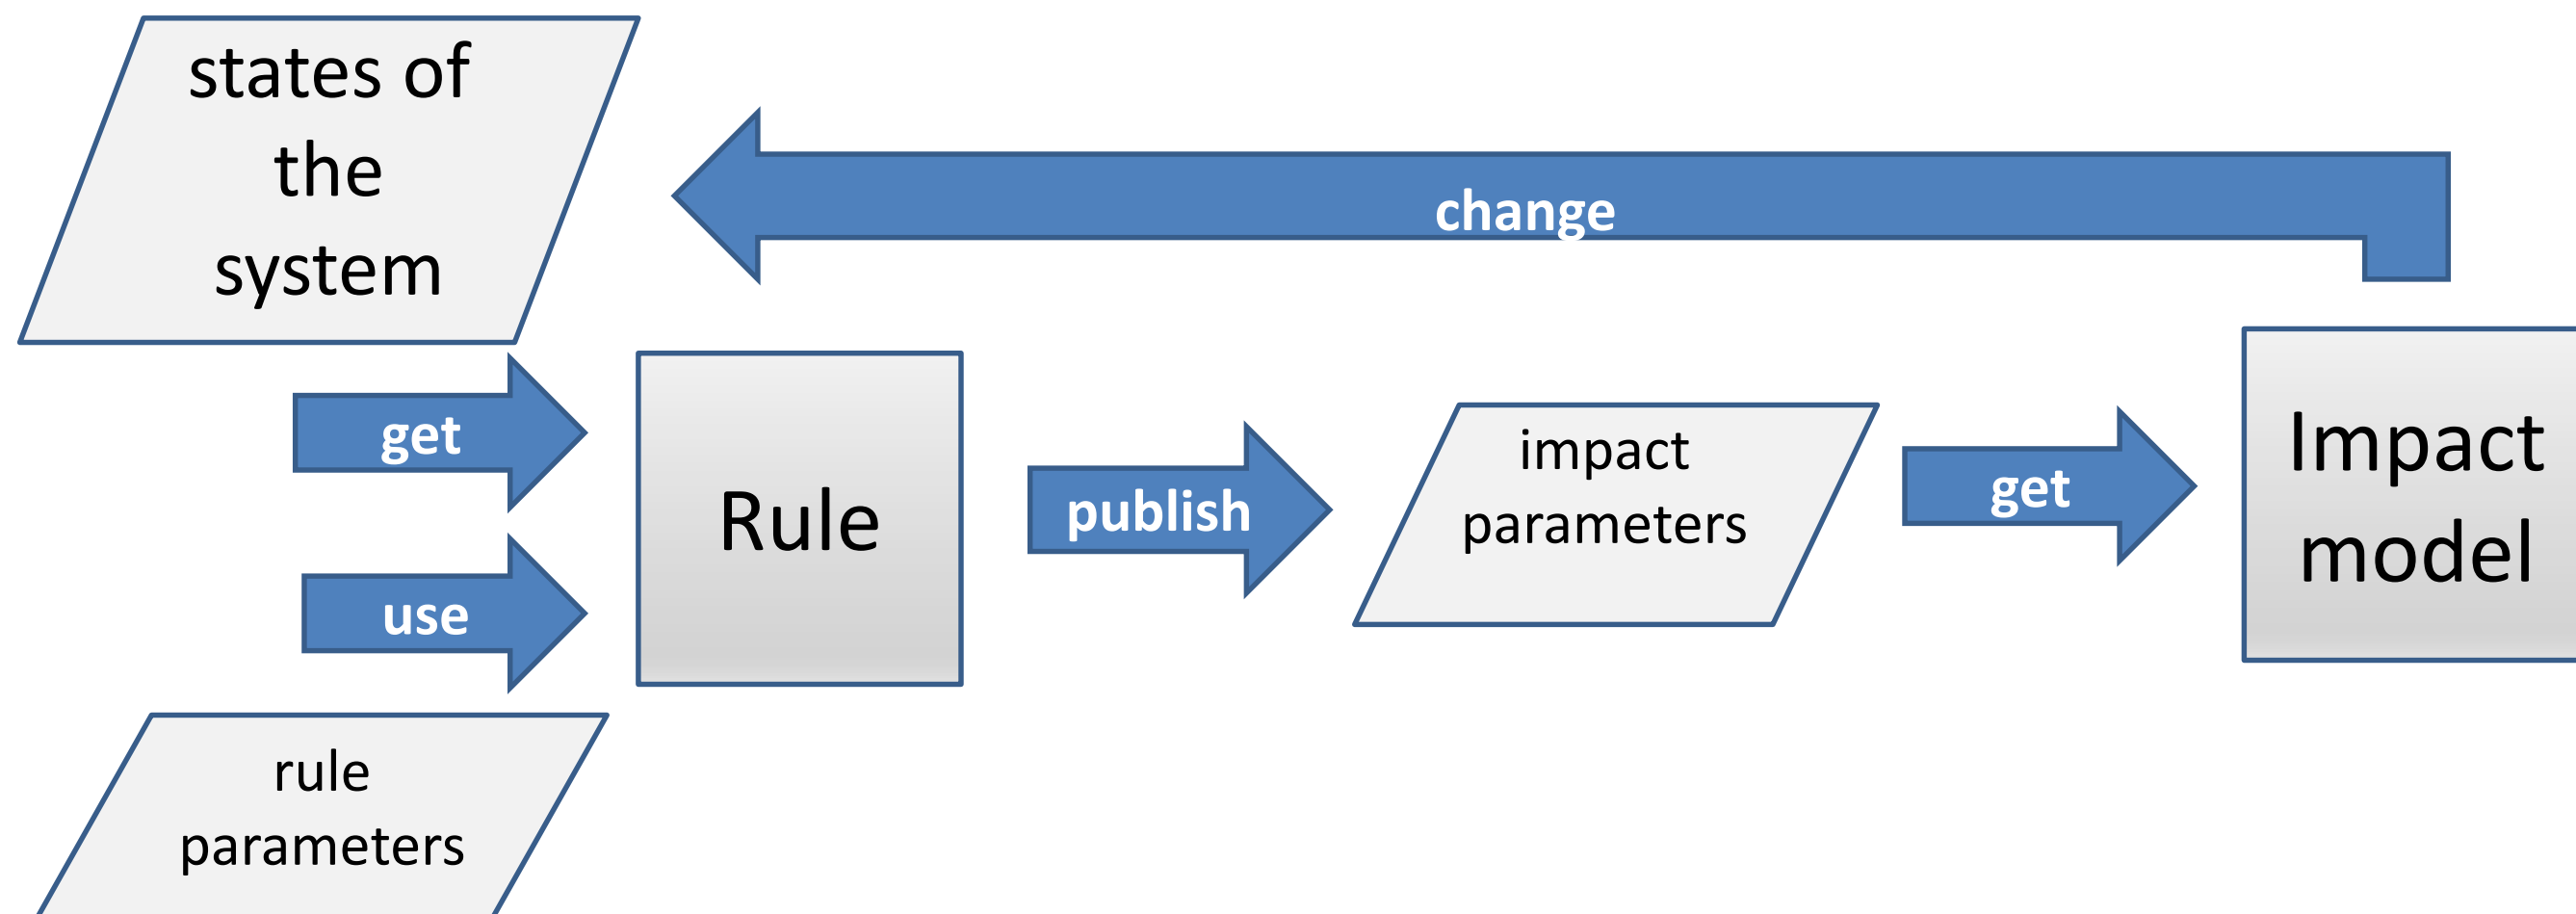 states of
the
system
change
get
use
Rule
publish
impact
parameters
get
Impact
model
rule
parameters